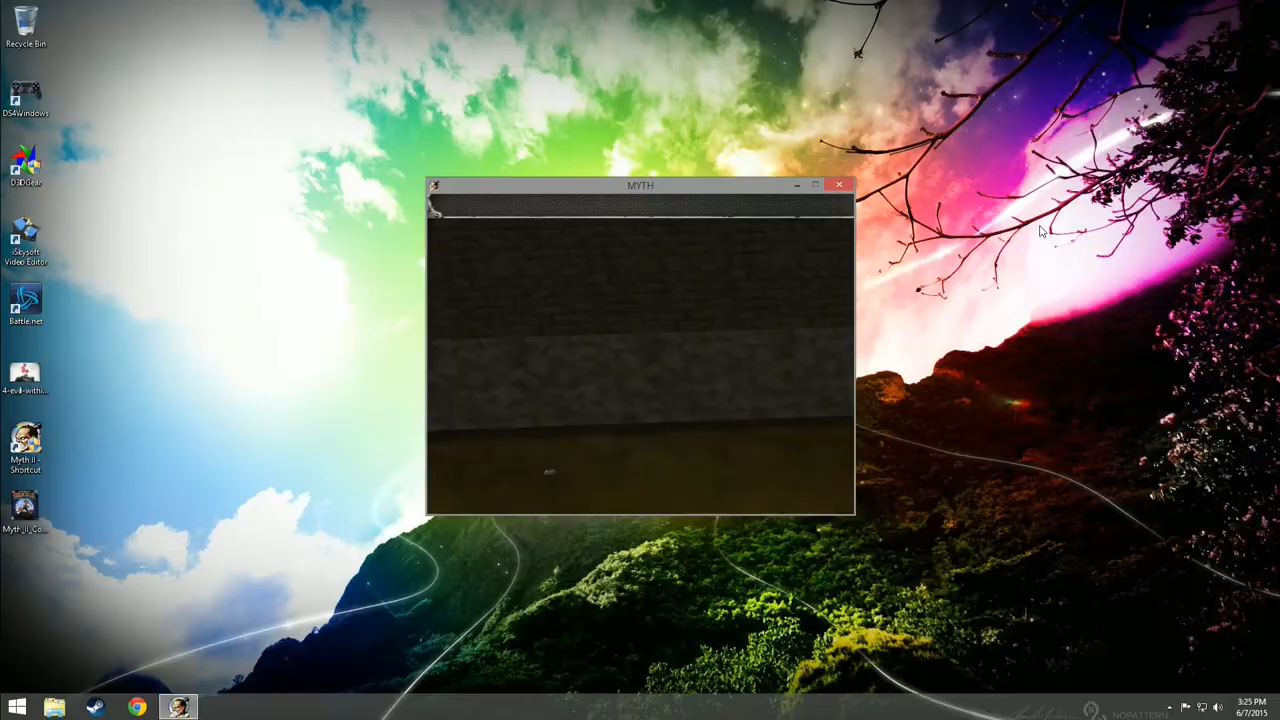 Recycle Bin
DS4Windows
D3DGear
iSkysoft
Video Editor
Battle.net
4-evil-withi...
Myth II -
Shortcut
Myth_II_Co...
MYTH
NOPATTERN
3:25 PM
6/7/2015